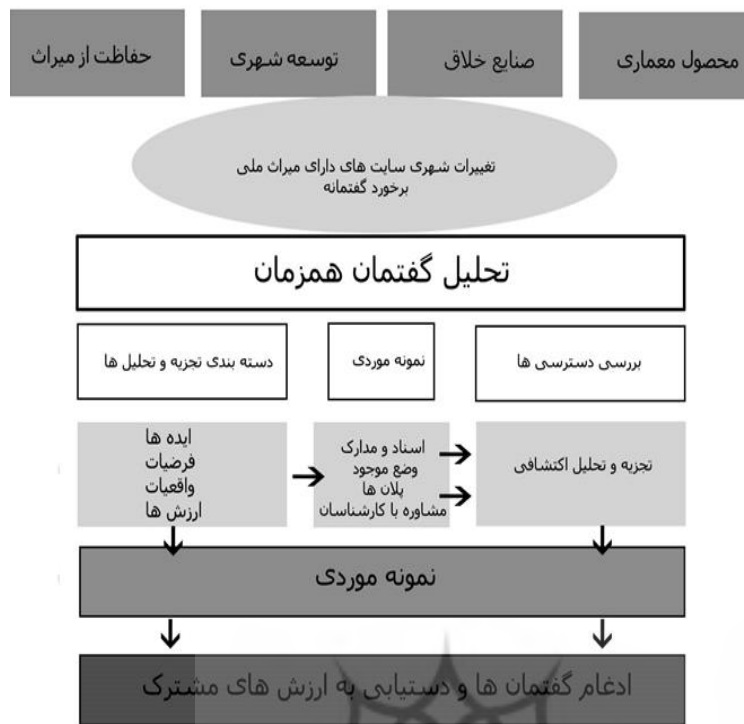 محصول معماری
صنایع خلاق
توسعه شهری
حفاظت از میراث
تغییرات شهری سایت های دارای میراث ملی
برخورد گفتمانه
تحلیل گفتمان همزمان
بررسی دسترسی ها
نمونه موردی
دسته بندی تجزیه و تحلیل ها
تجزیه و تحلیل اکتشافی
اسناد و مدارک
وضع موجود
پلان ها
مشاوره با کارشناسان
ایده ها
فرضیات
واقعیات
ارزش ها
نمونه موردی
ادغام گفتمان ها و دستیابی به ارزش های مشترک